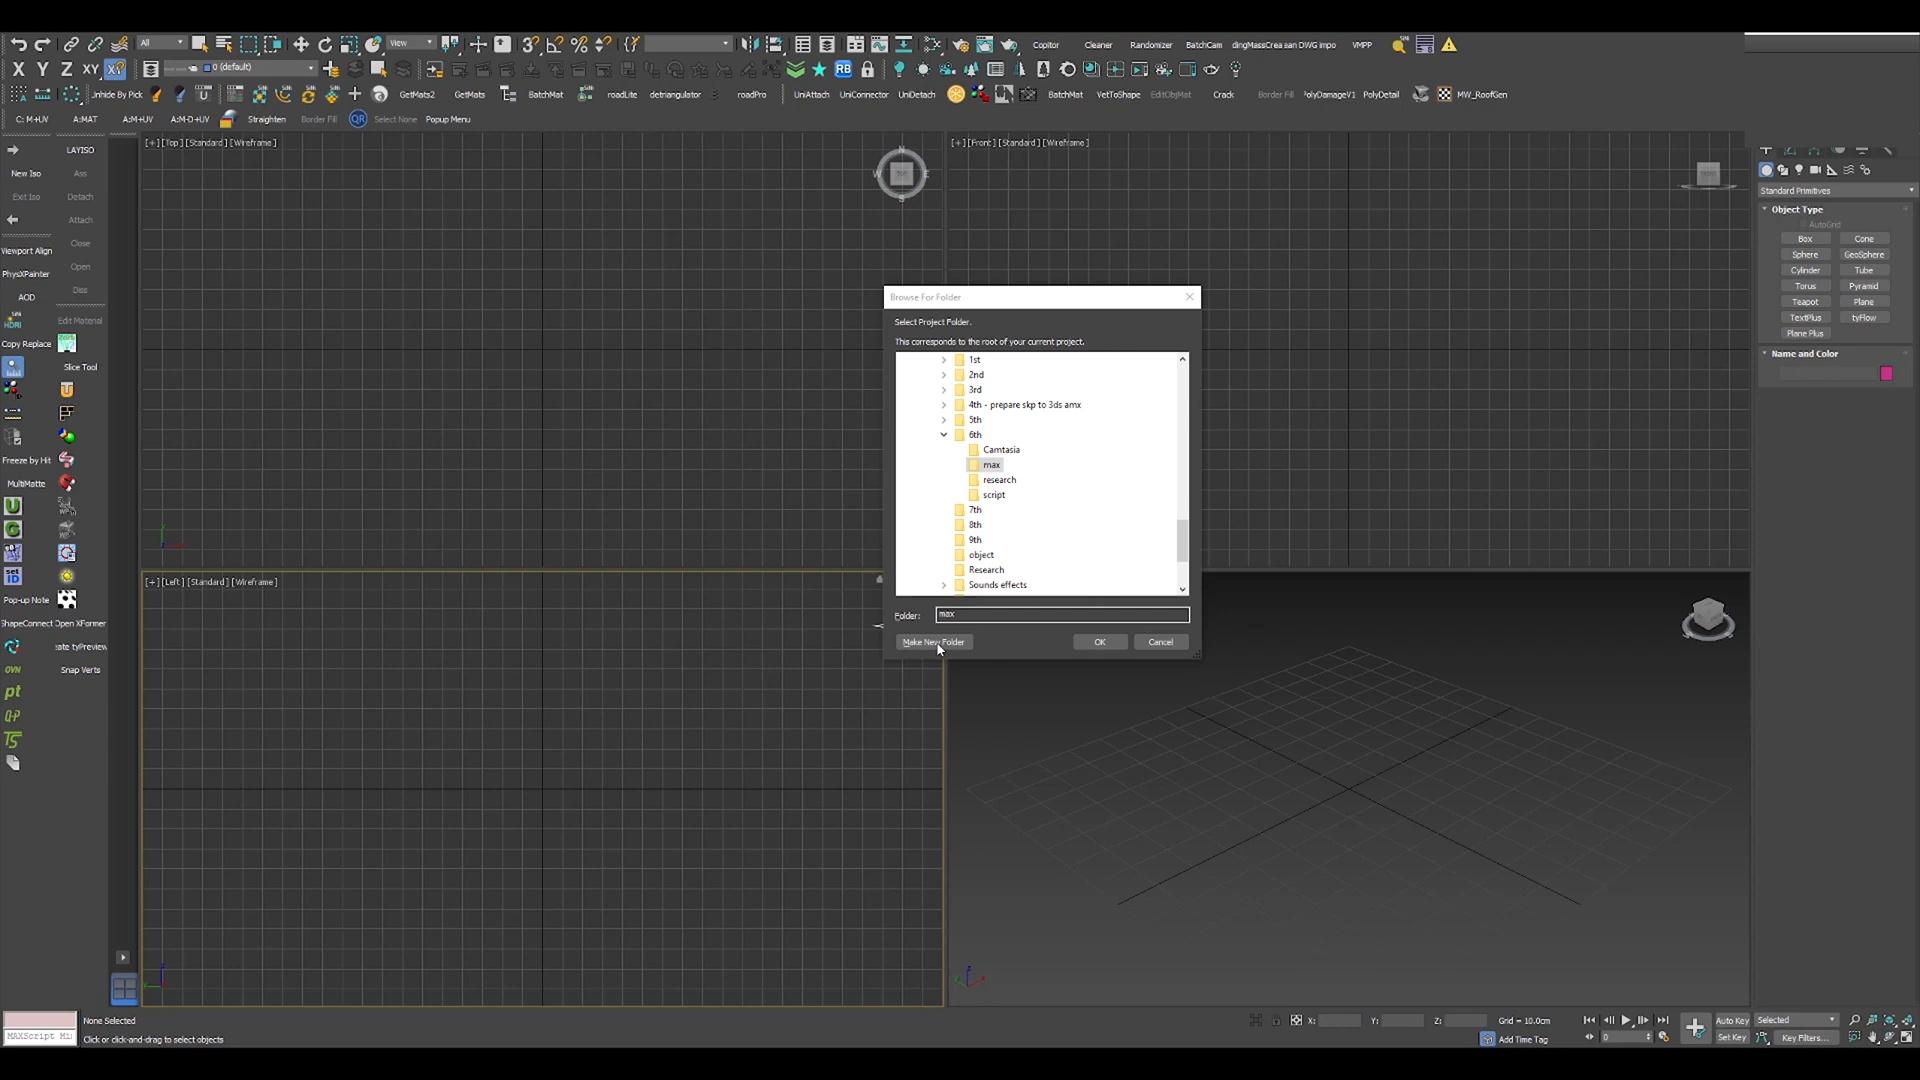 All View Copitor Cleaner Randomizer BatchCam dingMassCrea aan DWG impo VMPP
X Y Z XY 0 (default) RB
Jnhide By Pick GetMats2 GetMats BatchMat roadLite detriangulator roadPro UniAttach UniConnector UniDetach BatchMat VetToShape EditObjMat Crack Border Fill PolyDamageV1 PolyDetail MW_RoofGen
C: M+UV A:MAT A:M+UV A:M-D+UV Straighten Border Fill QR Select None Popup Menu
[+] [Top] [Standard] [Wireframe]
[+] [Front] [Standard] [Wireframe]
LAYISO
New Iso Ass
Exit Iso Detach
Attach
Close
Viewport Align
Open
PhysXPainter
Diss
AOD
HDRI Edit Material
Copy Replace
Slice Tool
Freeze by Hit
MultiMatte
set ID
Pop-up Note
ShapeConnect Open XFormer
eate tyPreview
OVN Snap Verts
pt
N
W E
S
Browse For Folder
Select Project Folder.
This corresponds to the root of your current project.
1st
2nd
3rd
4th - prepare skp to 3ds amx
5th
6th
Camtasia
max
research
script
7th
8th
9th
object
Research
Sounds effects
Folder: max
Make New Folder OK Cancel
[+] [Left] [Standard] [Wireframe]
Standard Primitives
Object Type
AutoGrid
Box Cone
Sphere GeoSphere
Cylinder Tube
Torus Pyramid
Teapot Plane
TextPlus tyFlow
Plane Plus
Name and Color
None Selected
MAXScript Mi
Click or click-and-drag to select objects
X: Y: Z: Grid = 10.0cm
Add Time Tag
0
Auto Key Selected
Set Key Key Filters...